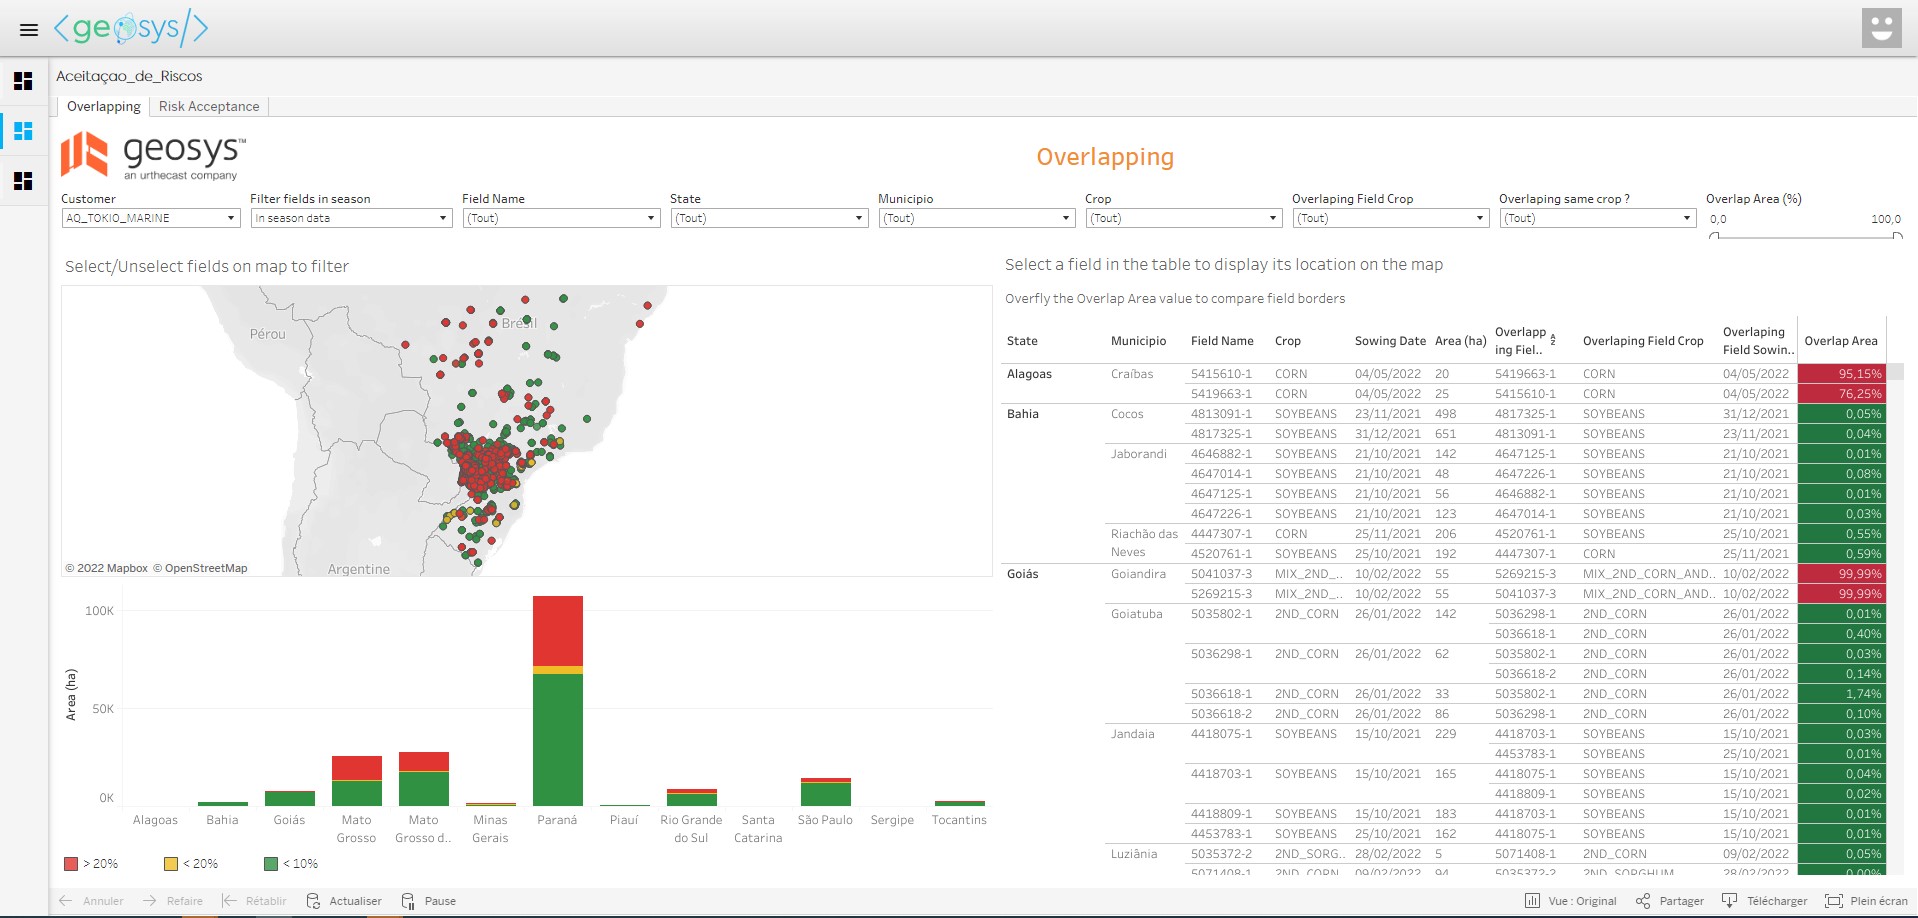 <geosys/>
Aceitaçao_de_Riscos
Overlapping Risk Acceptance
geosys™
an urthecast company
Overlapping
Customer Filter fields in season Field Name State Municipio Crop Overlaping Field Crop Overlaping same crop ? Overlap Area (%)
AQ_TOKIO_MARINE In season data (Tout) (Tout) (Tout) (Tout) (Tout) (Tout) 0,0 100,0
Select/Unselect fields on map to filter
Pérou
Brésil
Argentine
© 2022 Mapbox © OpenStreetMap
Area (ha)
100K
50K
0K
Alagoas Bahia Goiás Mato Grosso Mato Grosso d.. Minas Gerais Paraná Piauí Rio Grande do Sul Santa Catarina São Paulo Sergipe Tocantins
> 20% < 20% < 10%
Select a field in the table to display its location on the map
Overfly the Overlap Area value to compare field borders
State Municipio Field Name Crop Sowing Date Area (ha) Overlapp ing Fiel.. Overlaping Field Crop Overlaping Field Sowin.. Overlap Area
Alagoas Craíbas 5415610-1 CORN 04/05/2022 20 5419663-1 CORN 04/05/2022 95,15%
5419663-1 CORN 04/05/2022 25 5415610-1 CORN 04/05/2022 76,25%
Bahia Cocos 4813091-1 SOYBEANS 23/11/2021 498 4817325-1 SOYBEANS 31/12/2021 0,05%
4817325-1 SOYBEANS 31/12/2021 651 4813091-1 SOYBEANS 23/11/2021 0,04%
Jaborandi 4646882-1 SOYBEANS 21/10/2021 142 4647125-1 SOYBEANS 21/10/2021 0,01%
4647014-1 SOYBEANS 21/10/2021 48 4647226-1 SOYBEANS 21/10/2021 0,08%
4647125-1 SOYBEANS 21/10/2021 56 4646882-1 SOYBEANS 21/10/2021 0,01%
4647226-1 SOYBEANS 21/10/2021 123 4647014-1 SOYBEANS 21/10/2021 0,03%
Riachão das Neves 4447307-1 CORN 25/11/2021 206 4520761-1 SOYBEANS 25/10/2021 0,55%
4520761-1 SOYBEANS 25/10/2021 192 4447307-1 CORN 25/11/2021 0,59%
Goiás Goiandira 5041037-3 MIX_2ND_.. 10/02/2022 55 5269215-3 MIX_2ND_CORN_AND.. 10/02/2022 99,99%
5269215-3 MIX_2ND_.. 10/02/2022 55 5041037-3 MIX_2ND_CORN_AND.. 10/02/2022 99,99%
Goiatuba 5035802-1 2ND_CORN 26/01/2022 142 5036298-1 2ND_CORN 26/01/2022 0,01%
5036618-1 2ND_CORN 26/01/2022 0,40%
5036298-1 2ND_CORN 26/01/2022 62 5035802-1 2ND_CORN 26/01/2022 0,03%
5036618-2 2ND_CORN 26/01/2022 0,14%
5036618-1 2ND_CORN 26/01/2022 33 5035802-1 2ND_CORN 26/01/2022 1,74%
5036618-2 2ND_CORN 26/01/2022 86 5036298-1 2ND_CORN 26/01/2022 0,10%
Jandaia 4418075-1 SOYBEANS 15/10/2021 229 4418703-1 SOYBEANS 15/10/2021 0,03%
4453783-1 SOYBEANS 25/10/2021 0,01%
4418703-1 SOYBEANS 15/10/2021 165 4418075-1 SOYBEANS 15/10/2021 0,04%
4418809-1 SOYBEANS 15/10/2021 0,02%
4418809-1 SOYBEANS 15/10/2021 183 4418703-1 SOYBEANS 15/10/2021 0,01%
4453783-1 SOYBEANS 25/10/2021 162 4418075-1 SOYBEANS 15/10/2021 0,01%
Luziânia 5035372-2 2ND_SORG.. 28/02/2022 5 5071408-1 2ND_CORN 09/02/2022 0,05%
5071408-1 2ND_CORN 09/02/2022 94 5035372-2 2ND_SORGHUM 28/02/2022 0,00%
Annuler Refaire Rétablir Actualiser Pause Vue : Original Partager Télécharger Plein écran